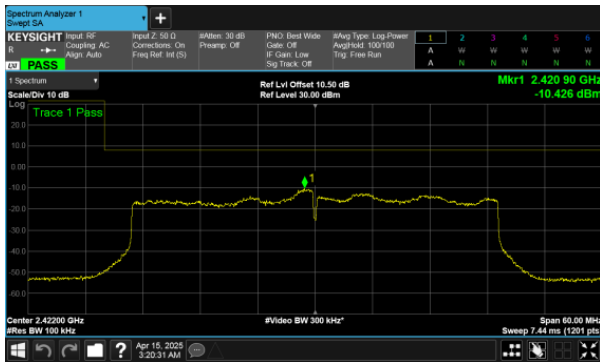 Spectrum Analyzer 1
Swept SA
KEYSIGHT
R
LXI
PASS
Input: RF
Coupling: AC
Align: Auto
Input Z: 50 Ω
Corrections: On
Freq Ref: Int (S)
#Atten: 30 dB
Preamp: Off
PNO: Best Wide
Gate: Off
IF Gain: Low
Sig Track: Off
#Avg Type: Log-Power
Avg|Hold: 100/100
Trig: Free Run
1 2 3 4 5 6
A W W W W W
A N N N N N
1 Spectrum
Scale/Div 10 dB
Ref Lvl Offset 10.50 dB
Ref Level 30.00 dBm
Mkr1 2.420 90 GHz
-10.426 dBm
Log
Trace 1 Pass
20.0
10.0
0.00
-10.0
1
-20.0
-30.0
-40.0
-50.0
-60.0
Center 2.42200 GHz
#Res BW 100 kHz
#Video BW 300 kHz*
Span 60.00 MHz
Sweep 7.44 ms (1201 pts)
?
Apr 15, 2025
3:20:31 AM